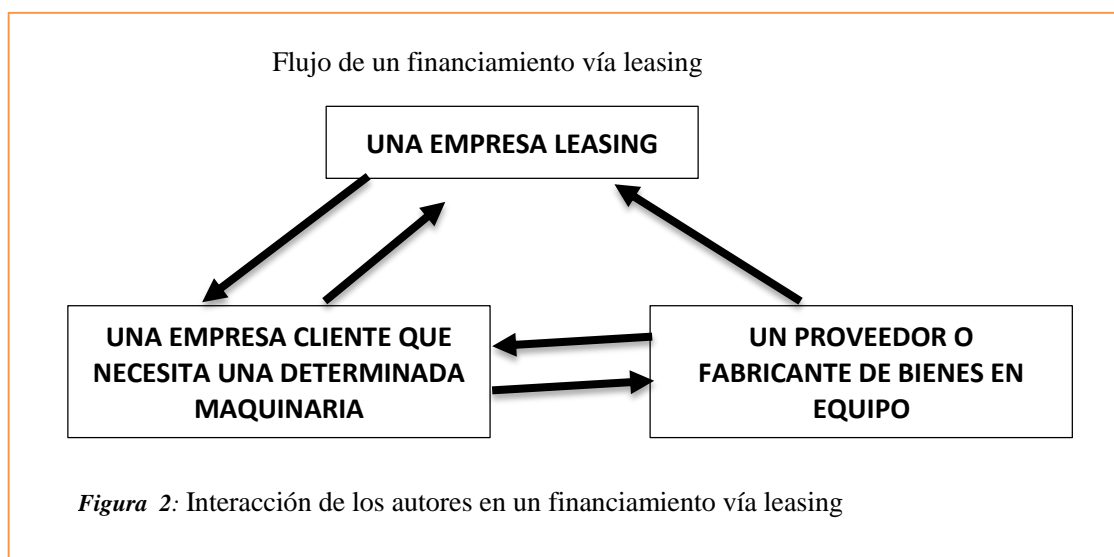 Flujo de un financiamiento vía leasing
UNA EMPRESA LEASING
UNA EMPRESA CLIENTE QUE
NECESITA UNA DETERMINADA
MAQUINARIA
UN PROVEEDOR O
FABRICANTE DE BIENES EN
EQUIPO
Figura 2: Interacción de los autores en un financiamiento vía leasing